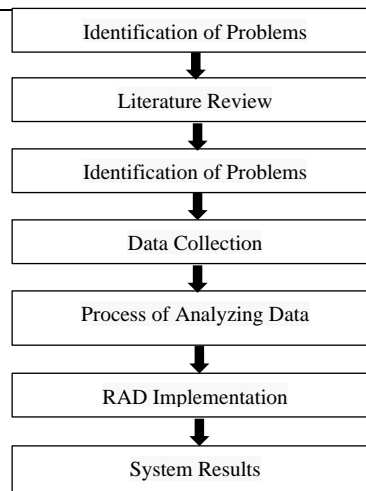 Identification of Problems
Literature Review
Identification of Problems
Data Collection
Process of Analyzing Data
RAD Implementation
System Results